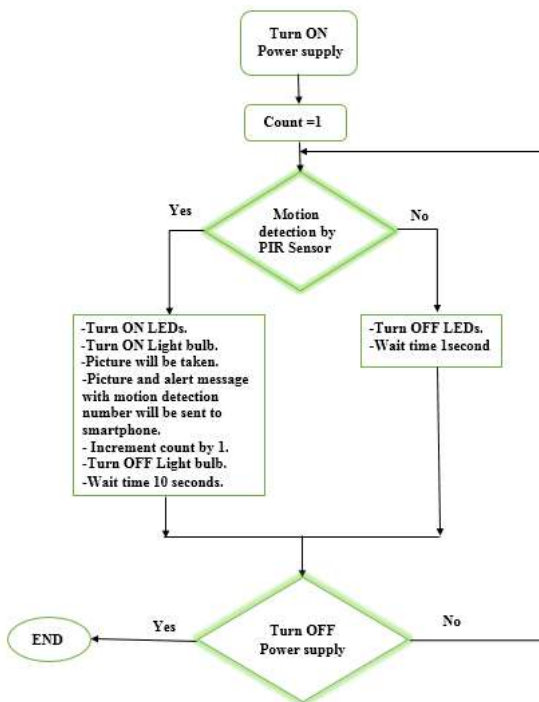 Turn ON
Power supply
Count =1
Yes
Motion
detection by
PIR Sensor
No
-Turn ON LEDs.
-Turn ON Light bulb.
-Picture will be taken.
-Picture and alert message
with motion detection
number will be sent to
smartphone.
- Increment count by 1.
-Turn OFF Light bulb.
-Wait time 10 seconds.
-Turn OFF LEDs.
-Wait time 1second
END
Yes
Turn OFF
Power supply
No